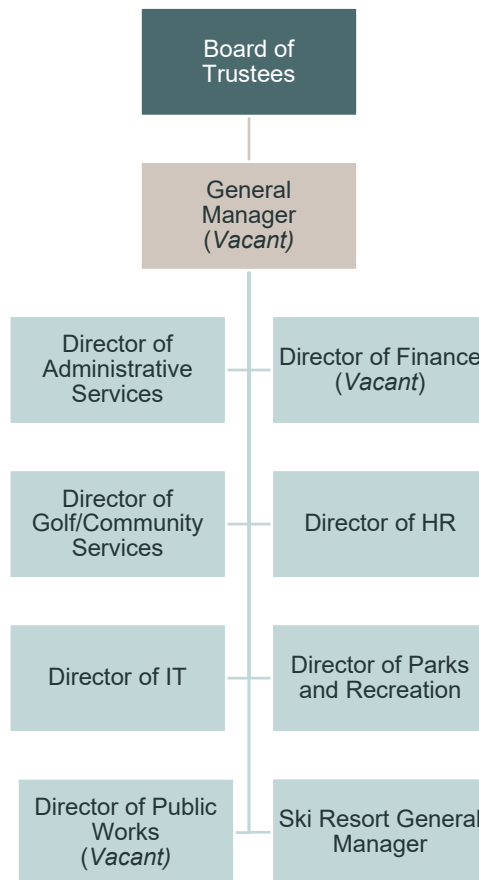 Board of
Trustees
General
Manager
(Vacant)
Director of
Administrative
Services
Director of Finance
(Vacant)
Director of
Golf/Community
Services
Director of HR
Director of IT
Director of Parks
and Recreation
Director of Public
Works
(Vacant)
Ski Resort General
Manager